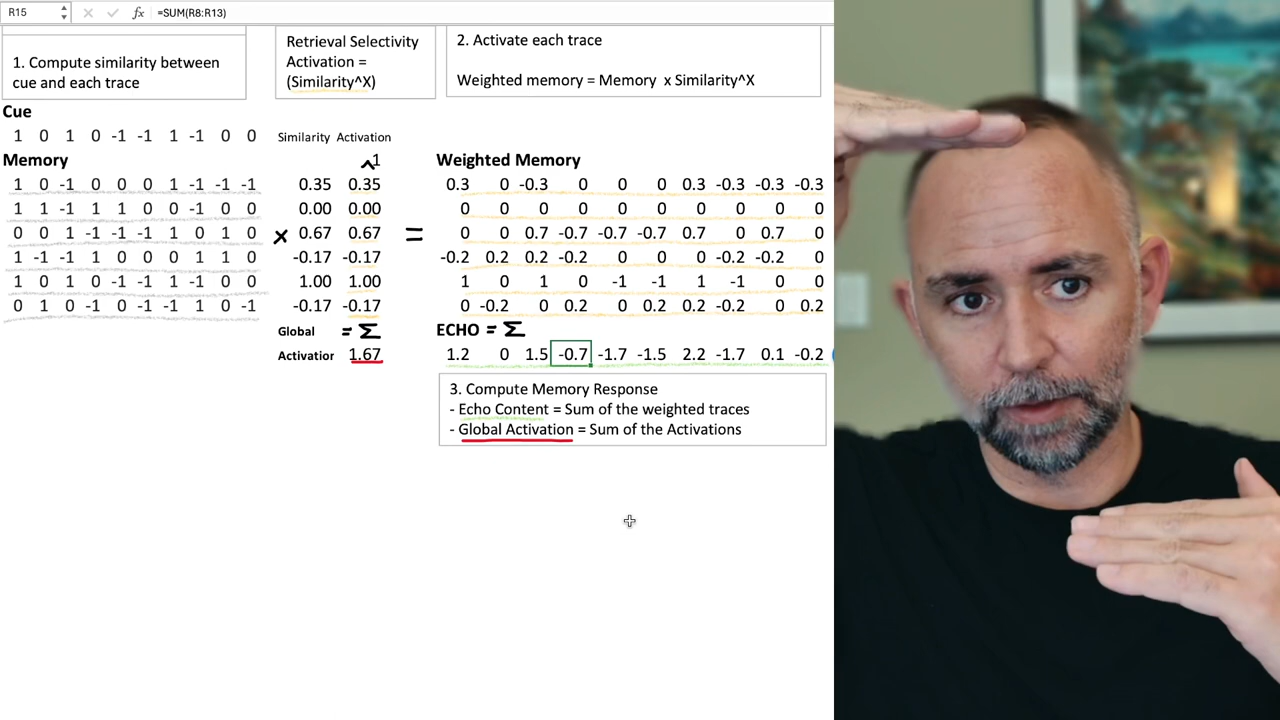 R15 fx =SUM(R8:R13)
1. Compute similarity between
cue and each trace
Retrieval Selectivity
Activation =
(Similarity^X)
2. Activate each trace
Weighted memory = Memory x Similarity^X
Cue
1 0 1 0 -1 -1 1 -1 0 0 Similarity Activation
Memory ^1 Weighted Memory
1 0 -1 0 0 0 1 -1 -1 -1 0.35 0.35 0.3 0 -0.3 0 0 0 0.3 -0.3 -0.3 -0.3
1 1 -1 1 1 0 0 -1 0 0 0.00 0.00 0 0 0 0 0 0 0 0 0 0
0 0 1 -1 -1 -1 1 0 1 0 × 0.67 0.67 = 0 0 0.7 -0.7 -0.7 -0.7 0.7 0 0.7 0
1 -1 -1 1 0 0 0 1 1 0 -0.17 -0.17 -0.2 0.2 0.2 -0.2 0 0 0 -0.2 -0.2 0
1 0 1 0 -1 -1 1 -1 0 0 1.00 1.00 1 0 1 0 -1 -1 1 -1 0 0
0 1 0 -1 0 -1 -1 1 0 -1 -0.17 -0.17 0 -0.2 0 0.2 0 0.2 0.2 -0.2 0 0.2
Global = Σ ECHO = Σ
Activatior 1.67 1.2 0 1.5 -0.7 -1.7 -1.5 2.2 -1.7 0.1 -0.2
3. Compute Memory Response
- Echo Content = Sum of the weighted traces
- Global Activation = Sum of the Activations